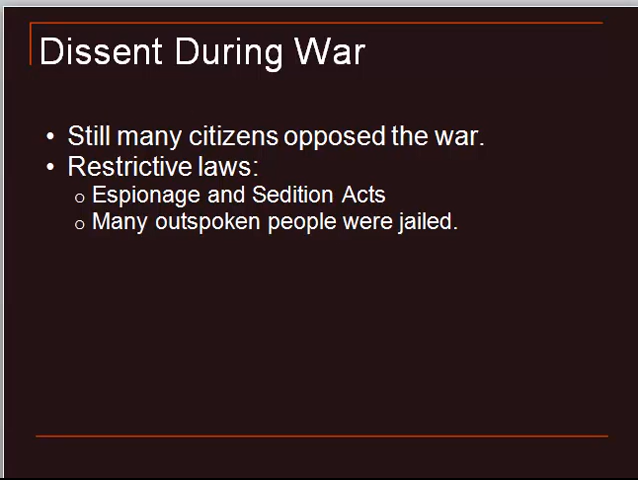 Dissent During War
• Still many citizens opposed the war.
• Restrictive laws:
o Espionage and Sedition Acts
o Many outspoken people were jailed.